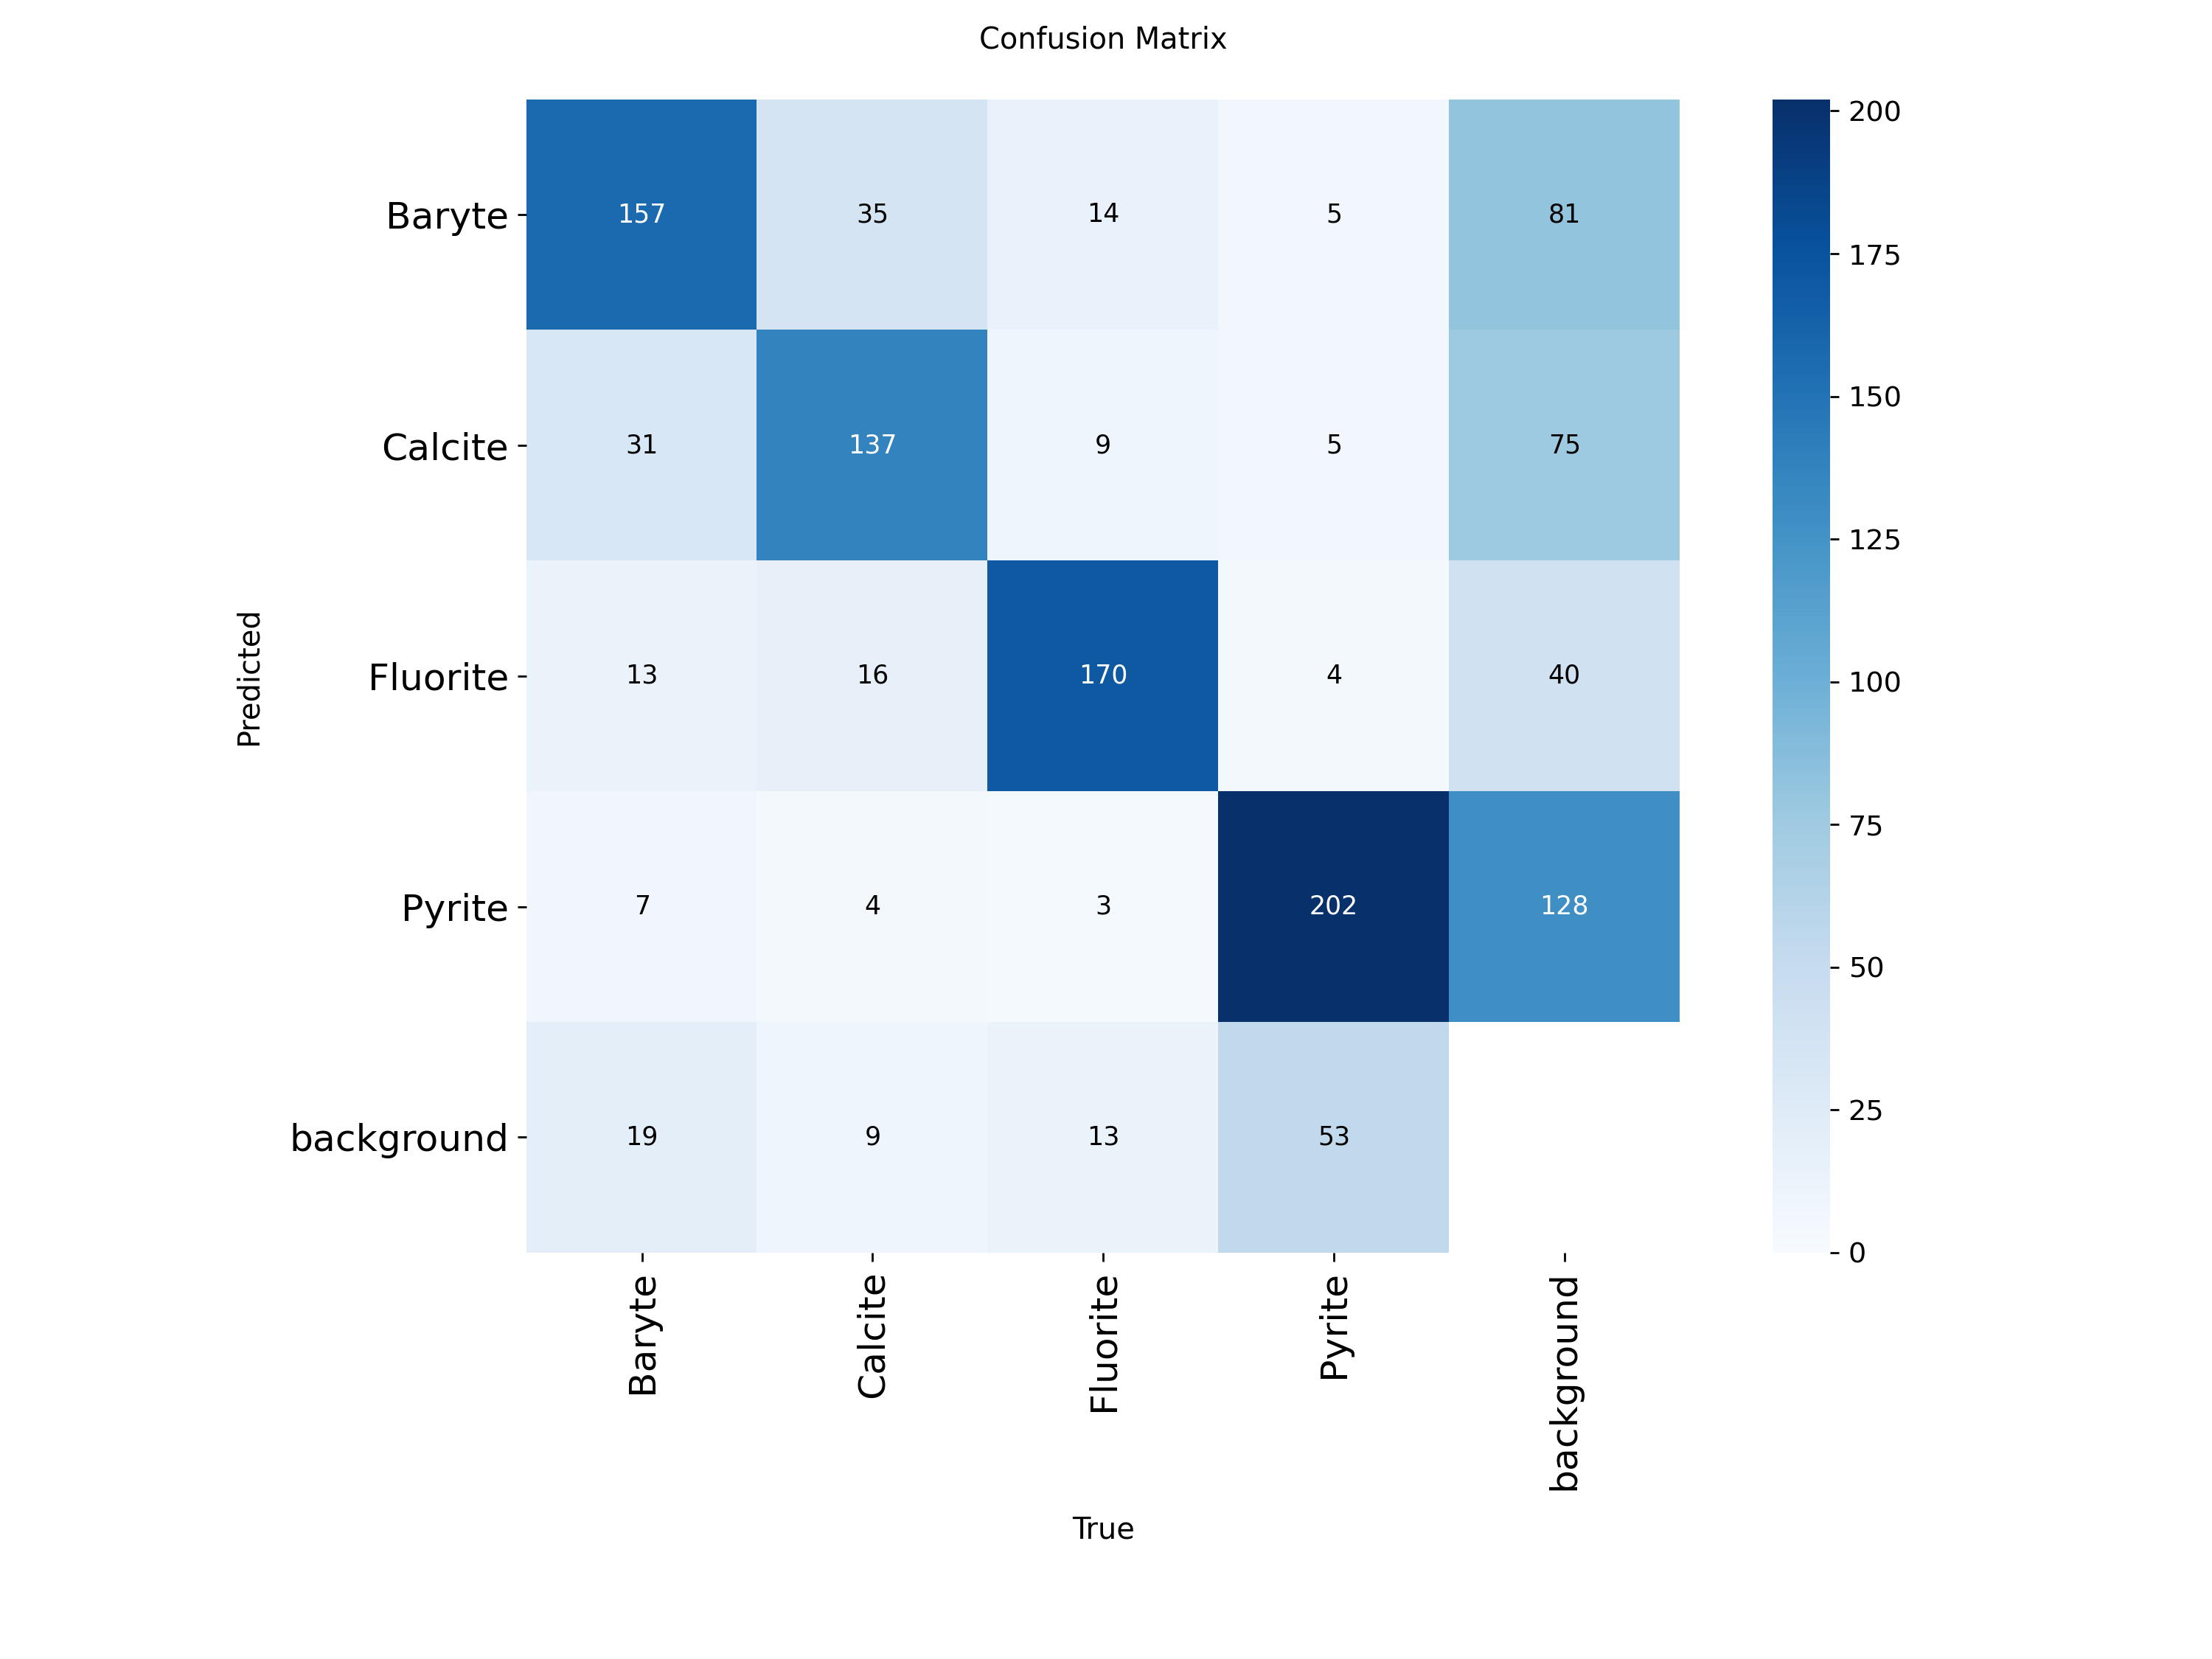 Confusion Matrix
Predicted
Baryte 157 35 14 5 81
Calcite 31 137 9 5 75
Fluorite 13 16 170 4 40
Pyrite 7 4 3 202 128
background 19 9 13 53
Baryte Calcite Fluorite Pyrite background
True
200
175
150
125
100
75
50
25
0